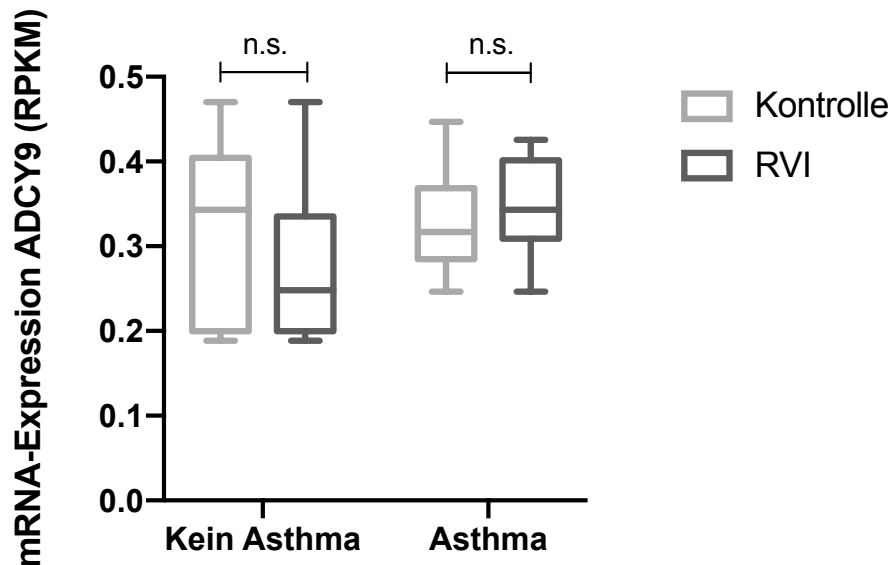 mRNA-Expression ADCY9 (RPKM)
n.s.
n.s.
0.5
0.4
0.3
0.2
0.1
0.0
Kein Asthma
Asthma
Kontrolle
RVI